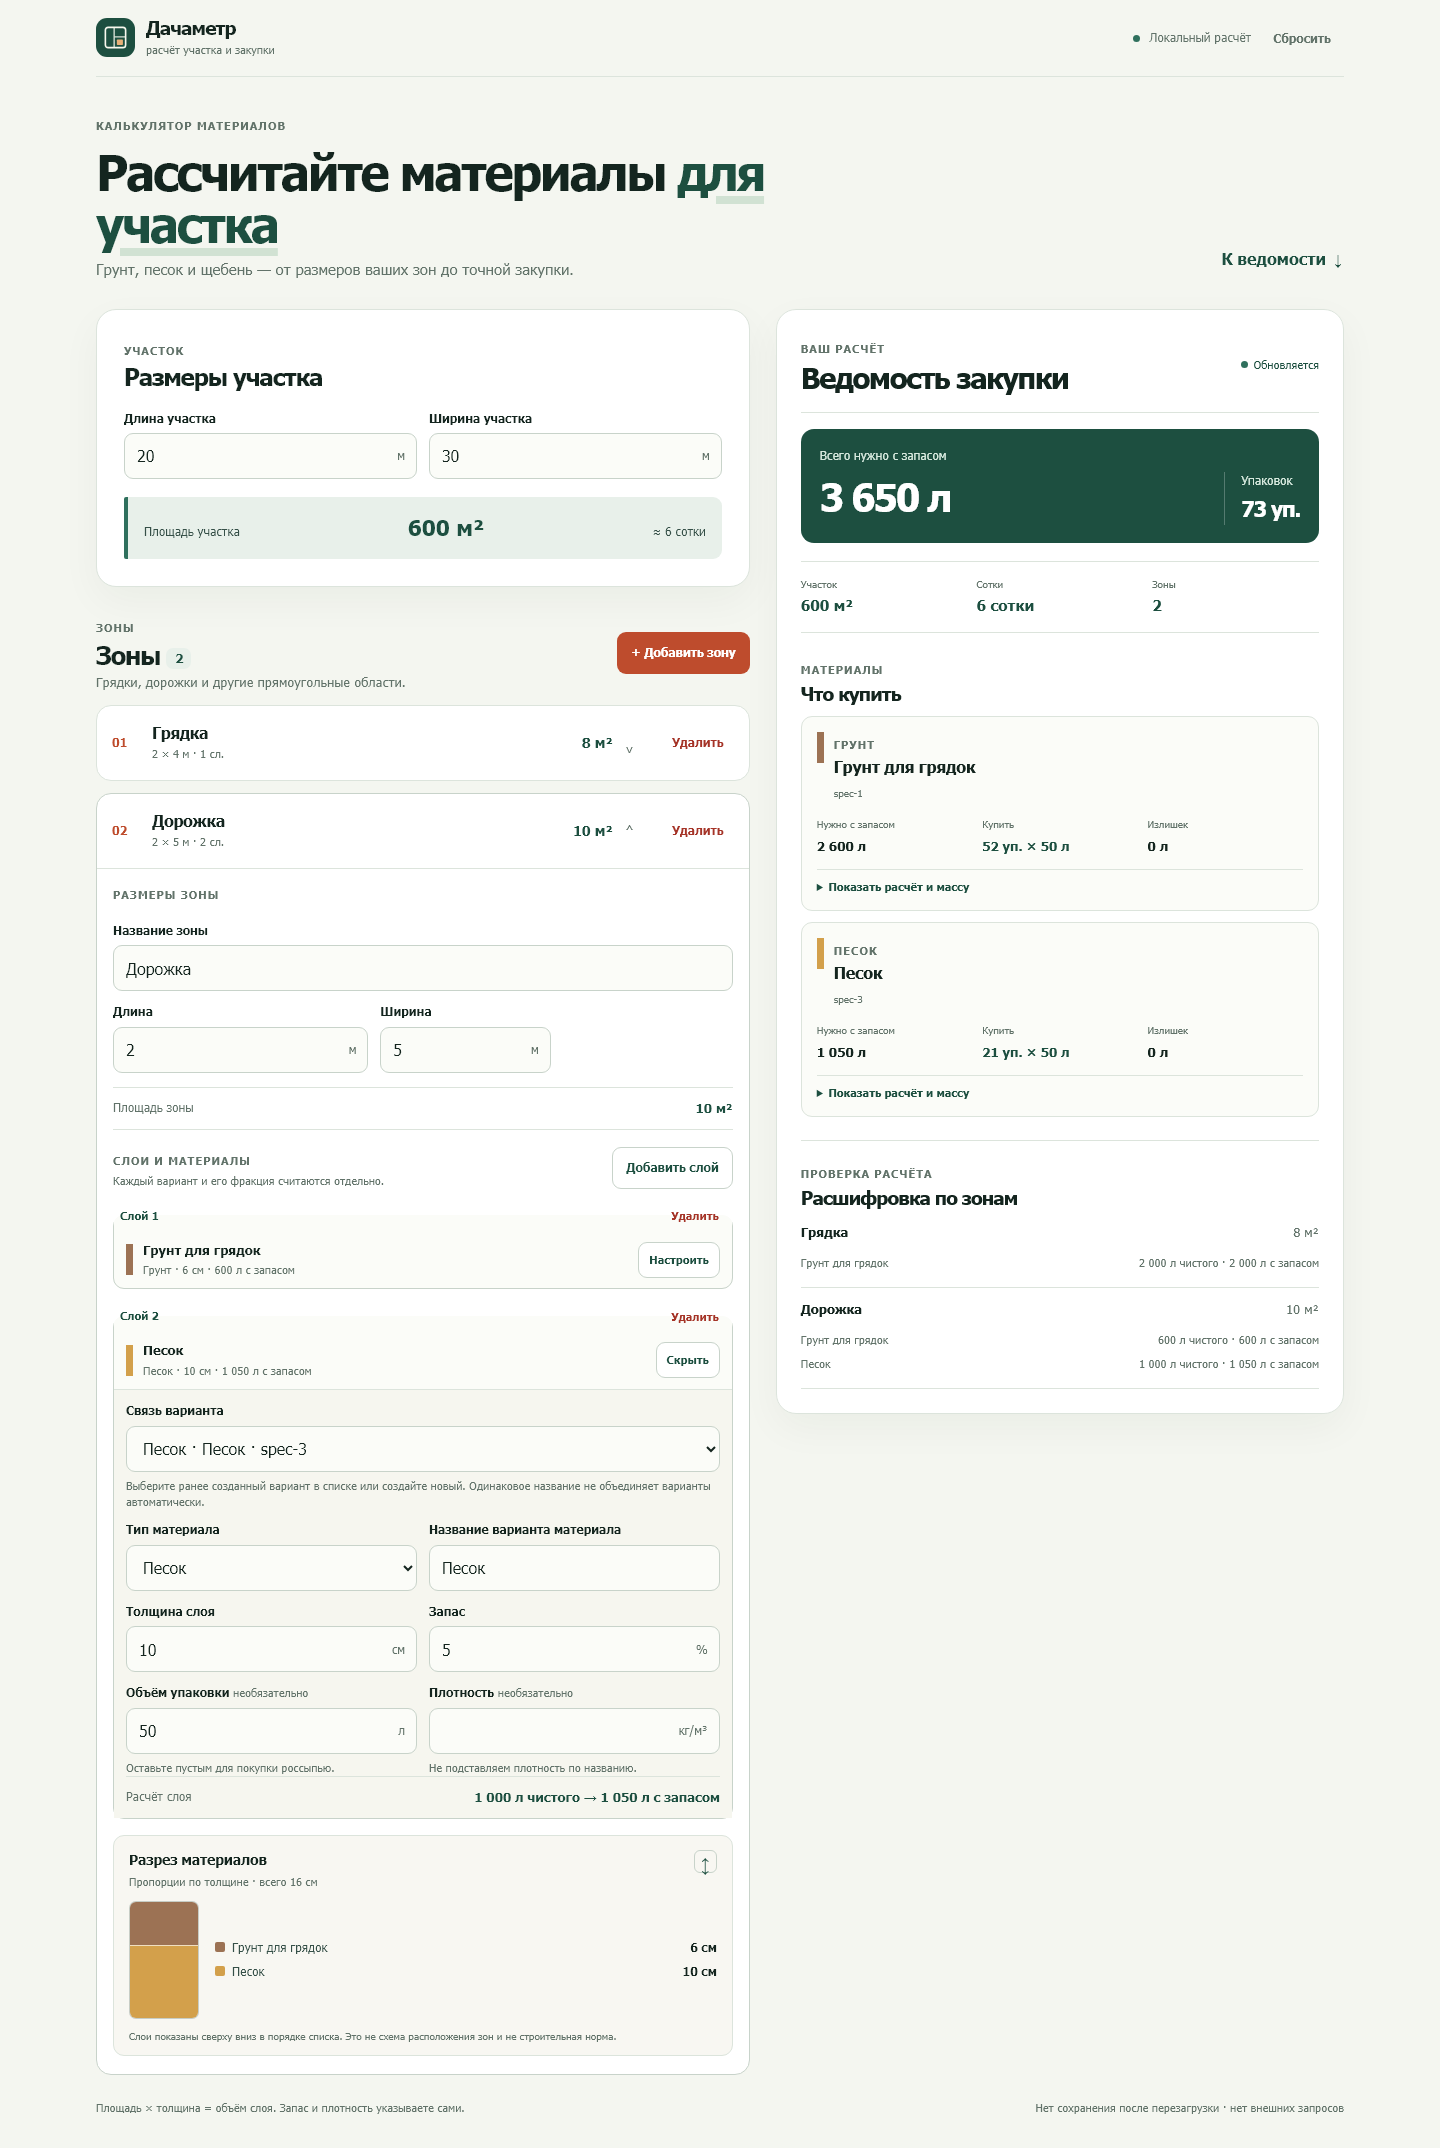 Дачаметр
расчёт участка и закупки
Локальный расчёт
Сбросить
КАЛЬКУЛЯТОР МАТЕРИАЛОВ
Рассчитайте материалы для
участка
Грунт, песок и щебень — от размеров ваших зон до точной закупки.
К ведомости ↓
УЧАСТОК
Размеры участка
Длина участка
20 м
Ширина участка
30 м
Площадь участка 600 м² ≈ 6 сотки
ЗОНЫ
Зоны 2
Грядки, дорожки и другие прямоугольные области.
+ Добавить зону
01 Грядка 8 м² v Удалить
2 × 4 м · 1 сл.
02 Дорожка 10 м² ^ Удалить
2 × 5 м · 2 сл.
РАЗМЕРЫ ЗОНЫ
Название зоны
Дорожка
Длина
2 м
Ширина
5 м
Площадь зоны 10 м²
СЛОИ И МАТЕРИАЛЫ
Каждый вариант и его фракция считаются отдельно.
Добавить слой
Слой 1 Удалить
Грунт для грядок
Грунт · 6 см · 600 л с запасом
Настроить
Слой 2 Удалить
Песок
Песок · 10 см · 1 050 л с запасом
Скрыть
Связь варианта
Песок · Песок · spec-3
Выберите ранее созданный вариант в списке или создайте новый. Одинаковое название не объединяет варианты
автоматически.
Тип материала
Песок
Название варианта материала
Песок
Толщина слоя
10 см
Запас
5 %
Объём упаковки необязательно
50 л
Оставьте пустым для покупки россыпью.
Плотность необязательно
кг/м³
Не подставляем плотность по названию.
Расчёт слоя 1 000 л чистого → 1 050 л с запасом
Разрез материалов ↕
Пропорции по толщине · всего 16 см
Грунт для грядок 6 см
Песок 10 см
Слои показаны сверху вниз в порядке списка. Это не схема расположения зон и не строительная норма.
ВАШ РАСЧЁТ
Ведомость закупки
Обновляется
Всего нужно с запасом
3 650 л
Упаковок
73 уп.
Участок
600 м²
Сотки
6 сотки
Зоны
2
МАТЕРИАЛЫ
Что купить
ГРУНТ
Грунт для грядок
spec-1
Нужно с запасом Купить Излишек
2 600 л 52 уп. × 50 л 0 л
▸ Показать расчёт и массу
ПЕСОК
Песок
spec-3
Нужно с запасом Купить Излишек
1 050 л 21 уп. × 50 л 0 л
▸ Показать расчёт и массу
ПРОВЕРКА РАСЧЁТА
Расшифровка по зонам
Грядка 8 м²
Грунт для грядок 2 000 л чистого · 2 000 л с запасом
Дорожка 10 м²
Грунт для грядок 600 л чистого · 600 л с запасом
Песок 1 000 л чистого · 1 050 л с запасом
Площадь × толщина = объём слоя. Запас и плотность указываете сами.
Нет сохранения после перезагрузки · нет внешних запросов